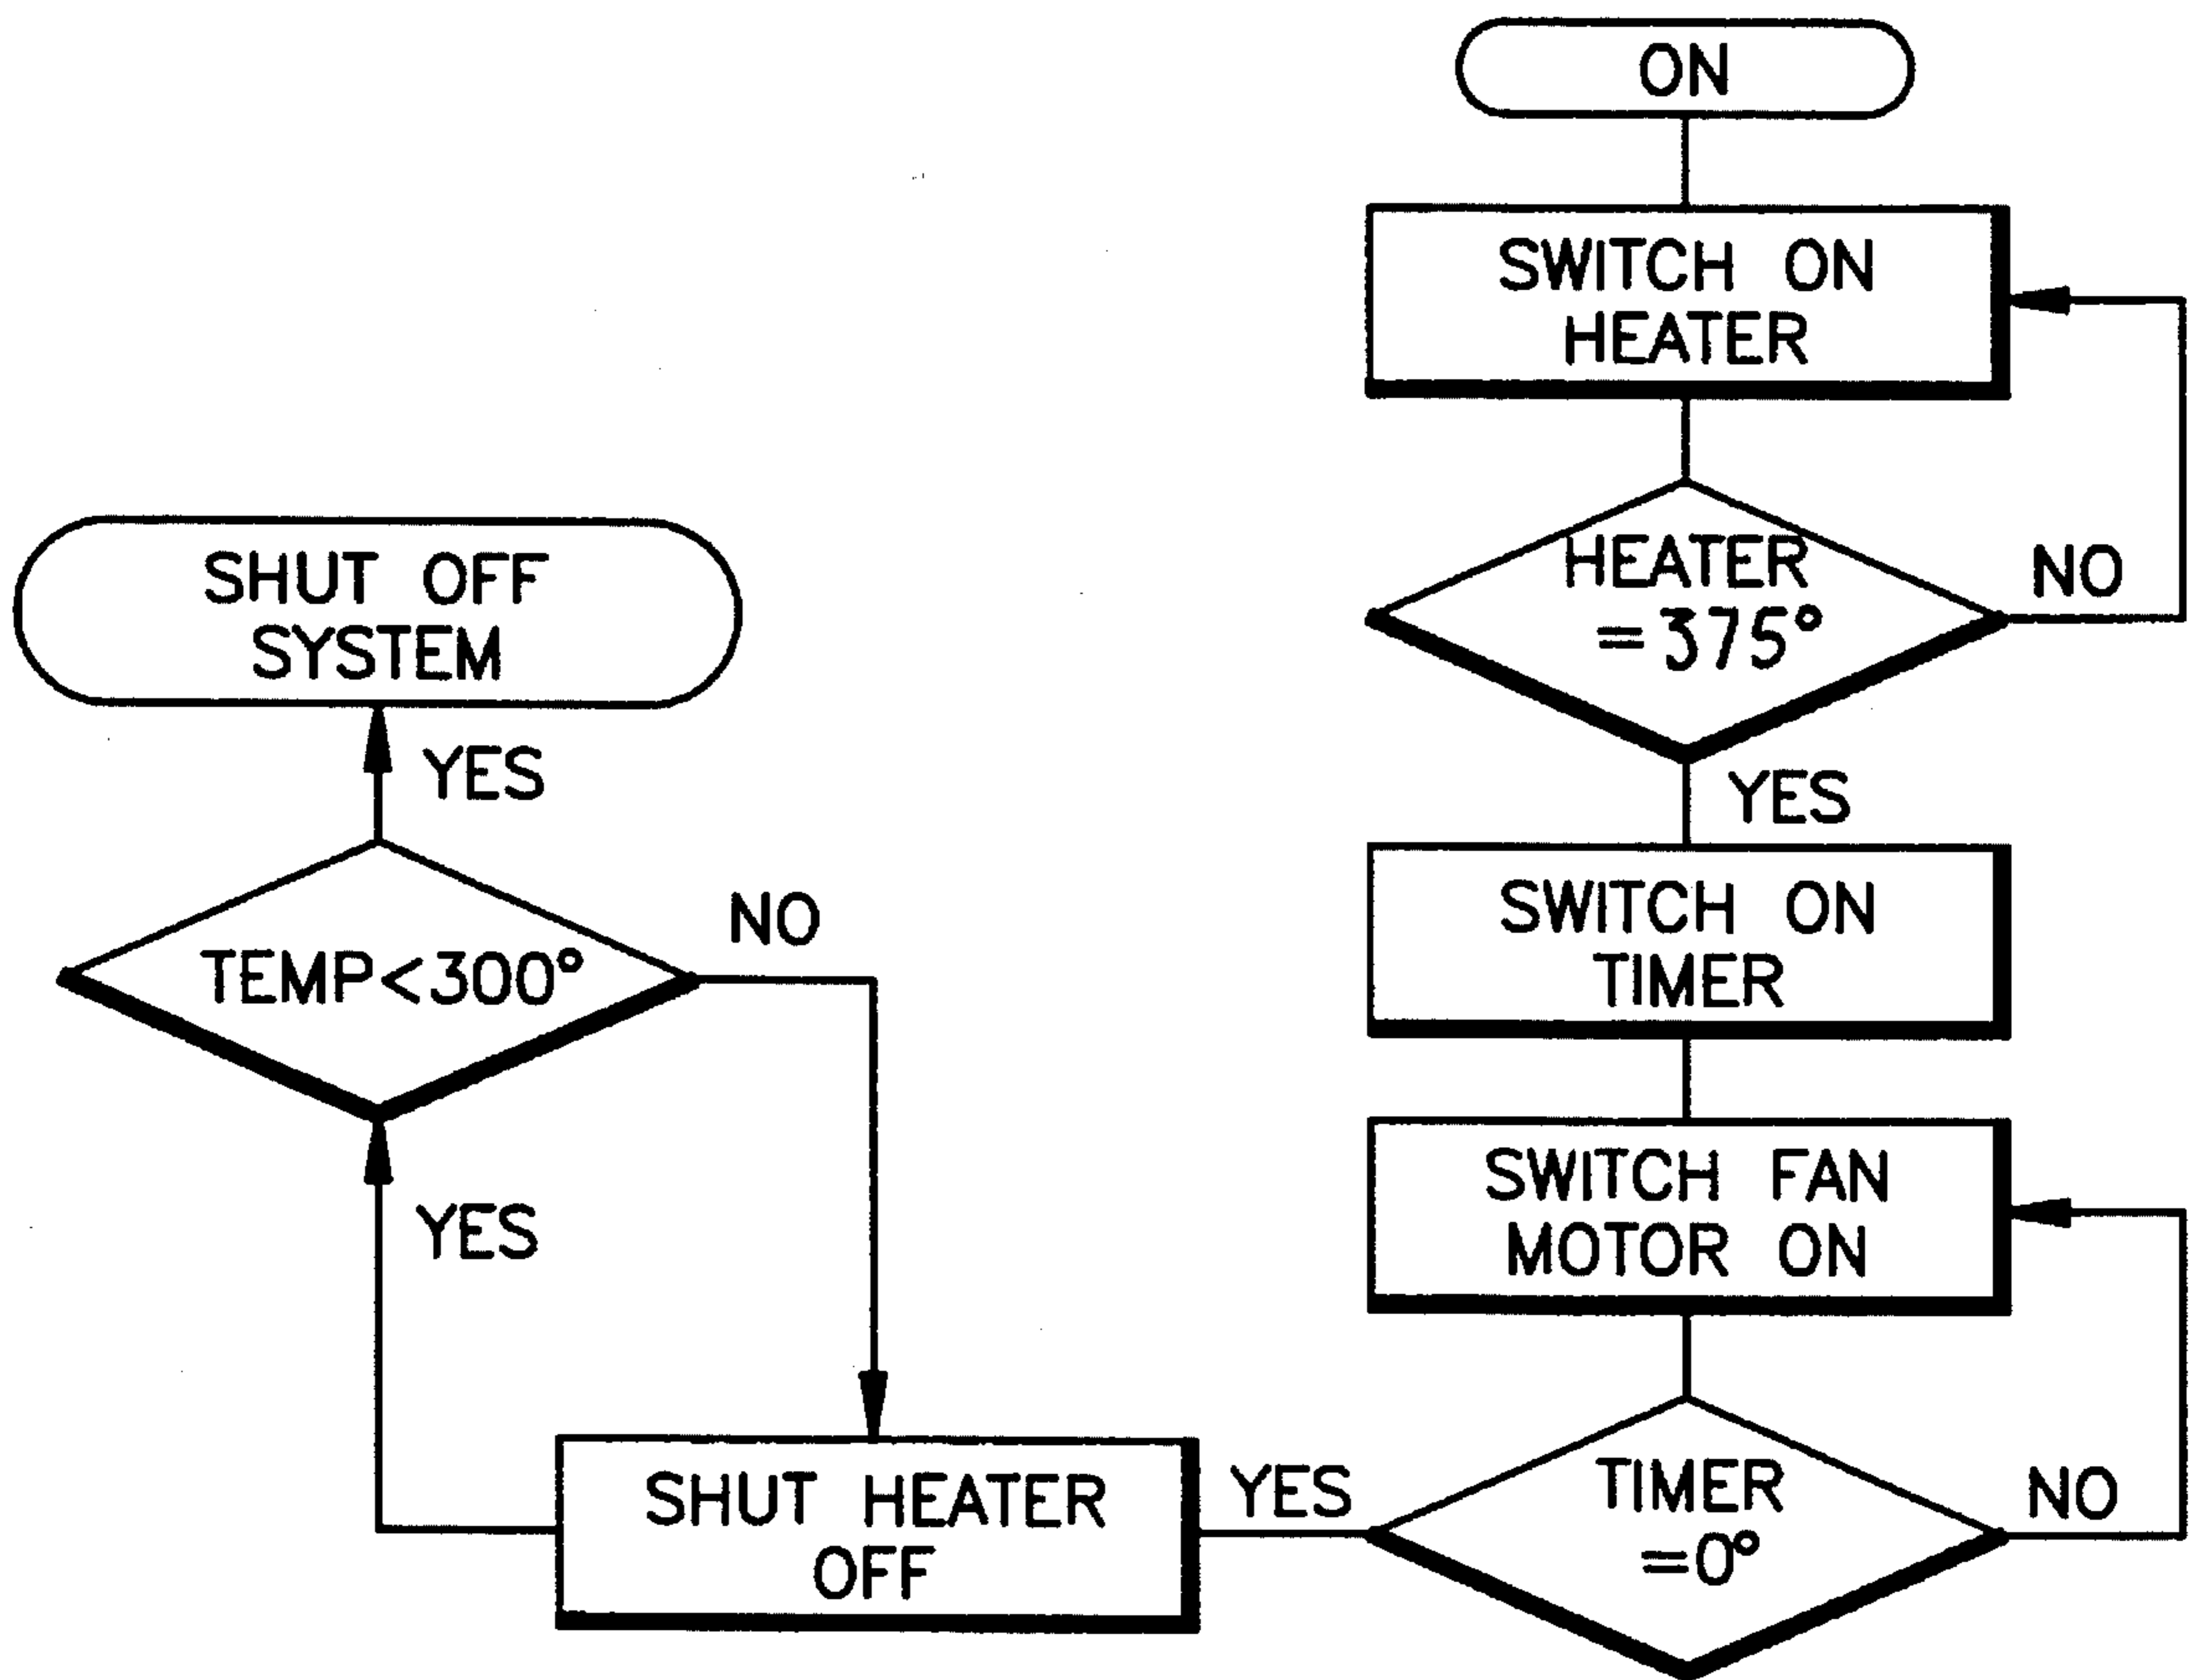 ON
SWITCH ON
HEATER
HEATER
=375°
NO
YES
SWITCH ON
TIMER
SWITCH FAN
MOTOR ON
TIMER
=0°
NO
YES
SHUT HEATER
OFF
YES
TEMP<300°
NO
YES
SHUT OFF
SYSTEM